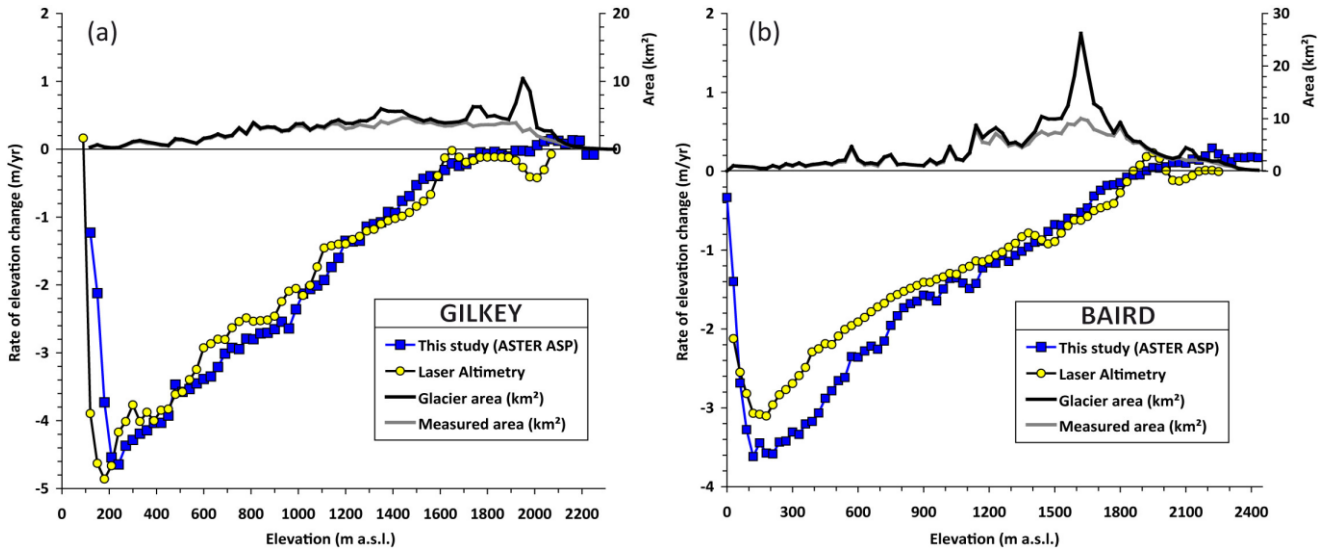 (a)
2
1
0
-1
-2
-3
-4
-5
Rate of elevation change (m/yr)
20
10
0
Area (km²)
0
200
400
600
800
1000
1200
1400
1600
1800
2000
2200
Elevation (m a.s.l.)
GILKEY
This study (ASTER ASP)
Laser Altimetry
Glacier area (km²)
Measured area (km²)
(b)
2
1
0
-1
-2
-3
-4
Rate of elevation change (m/yr)
30
20
10
0
Area (km²)
0
300
600
900
1200
1500
1800
2100
2400
Elevation (m a.s.l.)
BAIRD
This study (ASTER ASP)
Laser Altimetry
Glacier area (km²)
Measured area (km²)